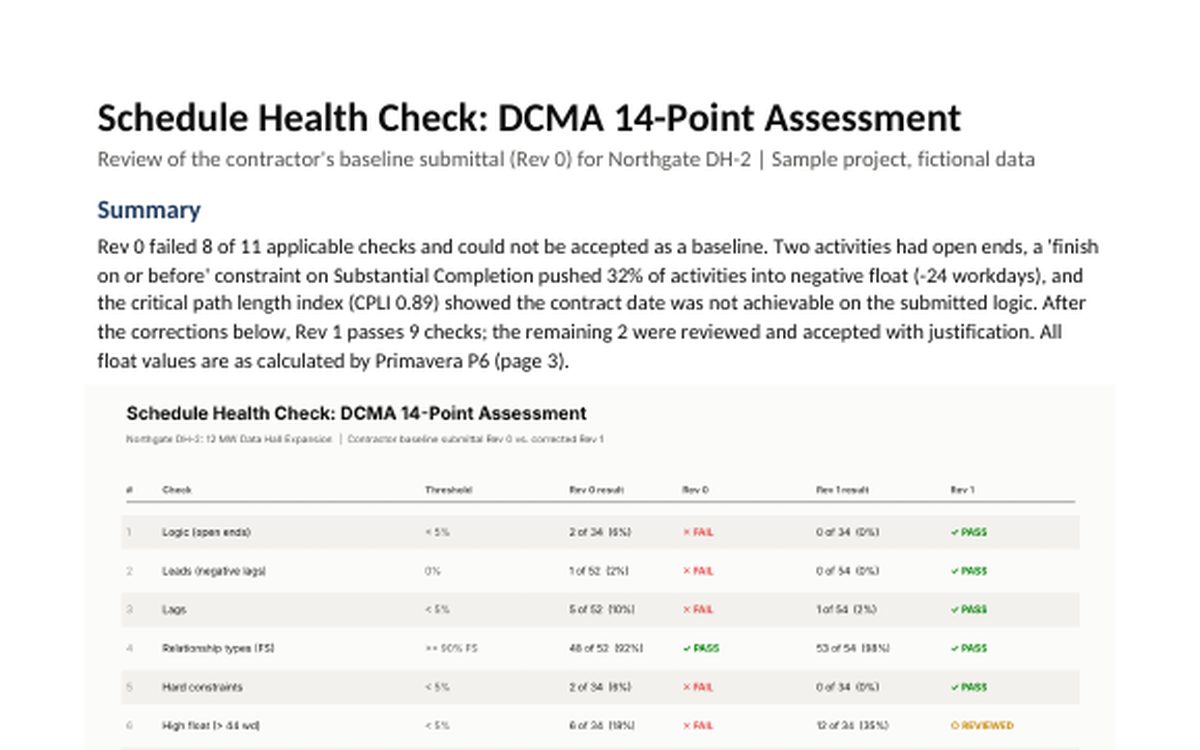 Schedule Health Check: DCMA 14-Point Assessment
Review of the contractor's baseline submittal (Rev 0) for Northgate DH-2 | Sample project, fictional data
Summary
Rev 0 failed 8 of 11 applicable checks and could not be accepted as a baseline. Two activities had open ends, a 'finish
on or before' constraint on Substantial Completion pushed 32% of activities into negative float (-24 workdays), and
the critical path length index (CPLI 0.89) showed the contract date was not achievable on the submitted logic. After
the corrections below, Rev 1 passes 9 checks; the remaining 2 were reviewed and accepted with justification. All
float values are as calculated by Primavera P6 (page 3).
Schedule Health Check: DCMA 14-Point Assessment
Northgate DH-2: 12 MW Data Hall Expansion | Contractor baseline submittal Rev 0 vs. corrected Rev 1
# Check Threshold Rev 0 result Rev 0 Rev 1 result Rev 1
1 Logic (open ends) < 5% 2 of 34 (6%) × FAIL 0 of 34 (0%) ✓ PASS
2 Leads (negative lags) 0% 1 of 52 (2%) × FAIL 0 of 54 (0%) ✓ PASS
3 Lags < 5% 5 of 52 (10%) × FAIL 1 of 54 (2%) ✓ PASS
4 Relationship types (FS) >= 90% FS 48 of 52 (92%) ✓ PASS 53 of 54 (98%) ✓ PASS
5 Hard constraints < 5% 2 of 34 (6%) × FAIL 0 of 34 (0%) ✓ PASS
6 High float (> 44 wd) < 5% 6 of 34 (18%) × FAIL 12 of 34 (35%) REVIEWED